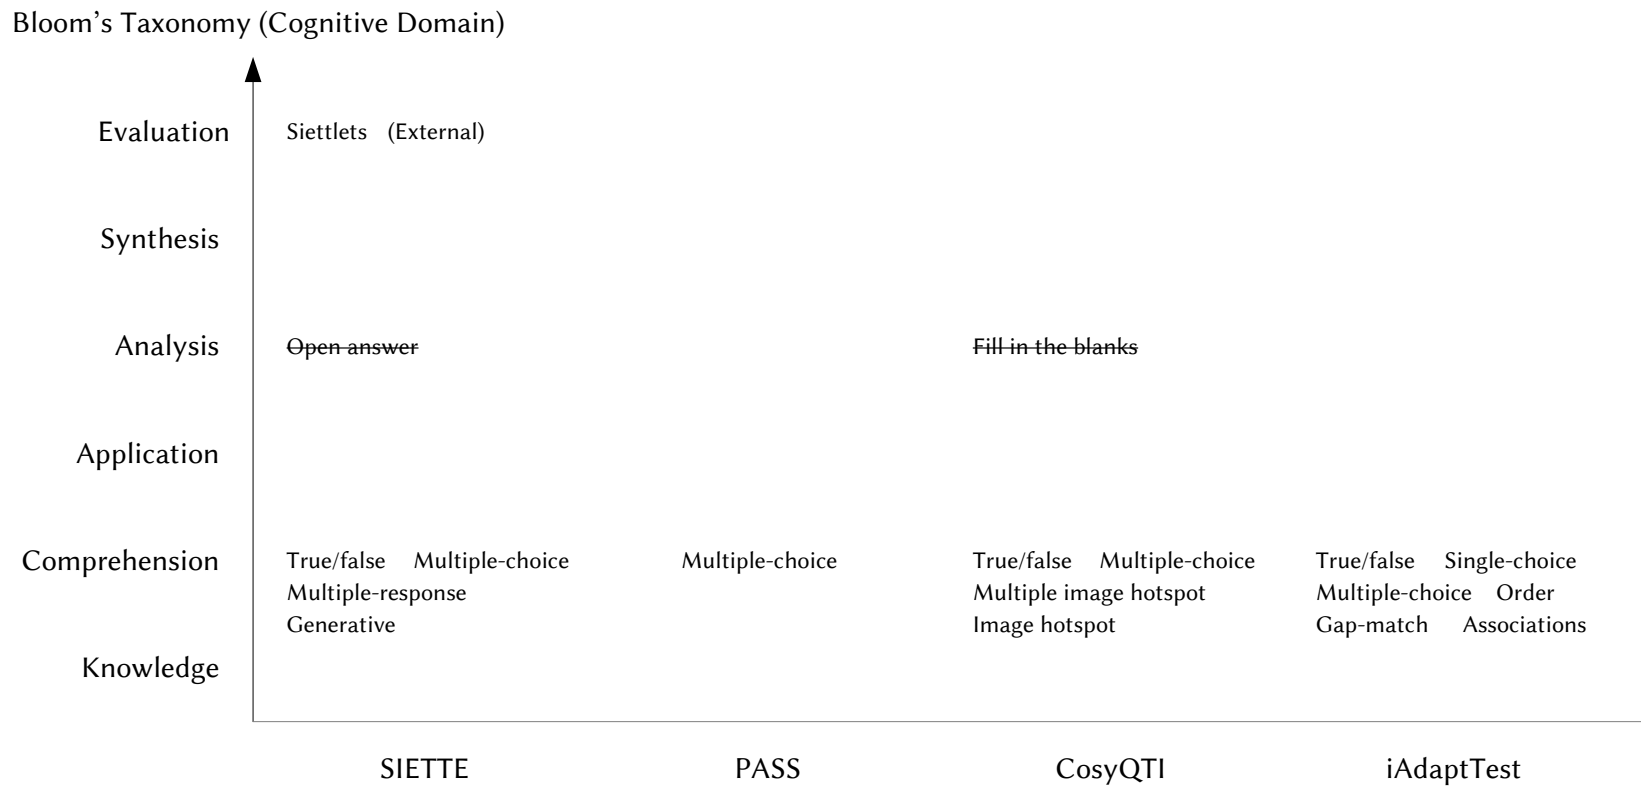 Bloom’s Taxonomy (Cognitive Domain)
Evaluation Siettlets (External)
Synthesis
Analysis Open answer Fill in the blanks
Application
Comprehension True/false Multiple-choice Multiple-choice True/false Multiple-choice True/false Single-choice
Multiple-response Multiple image hotspot Multiple-choice Order
Generative Image hotspot Gap-match Associations
Knowledge
SIETTE PASS CosyQTI iAdaptTest